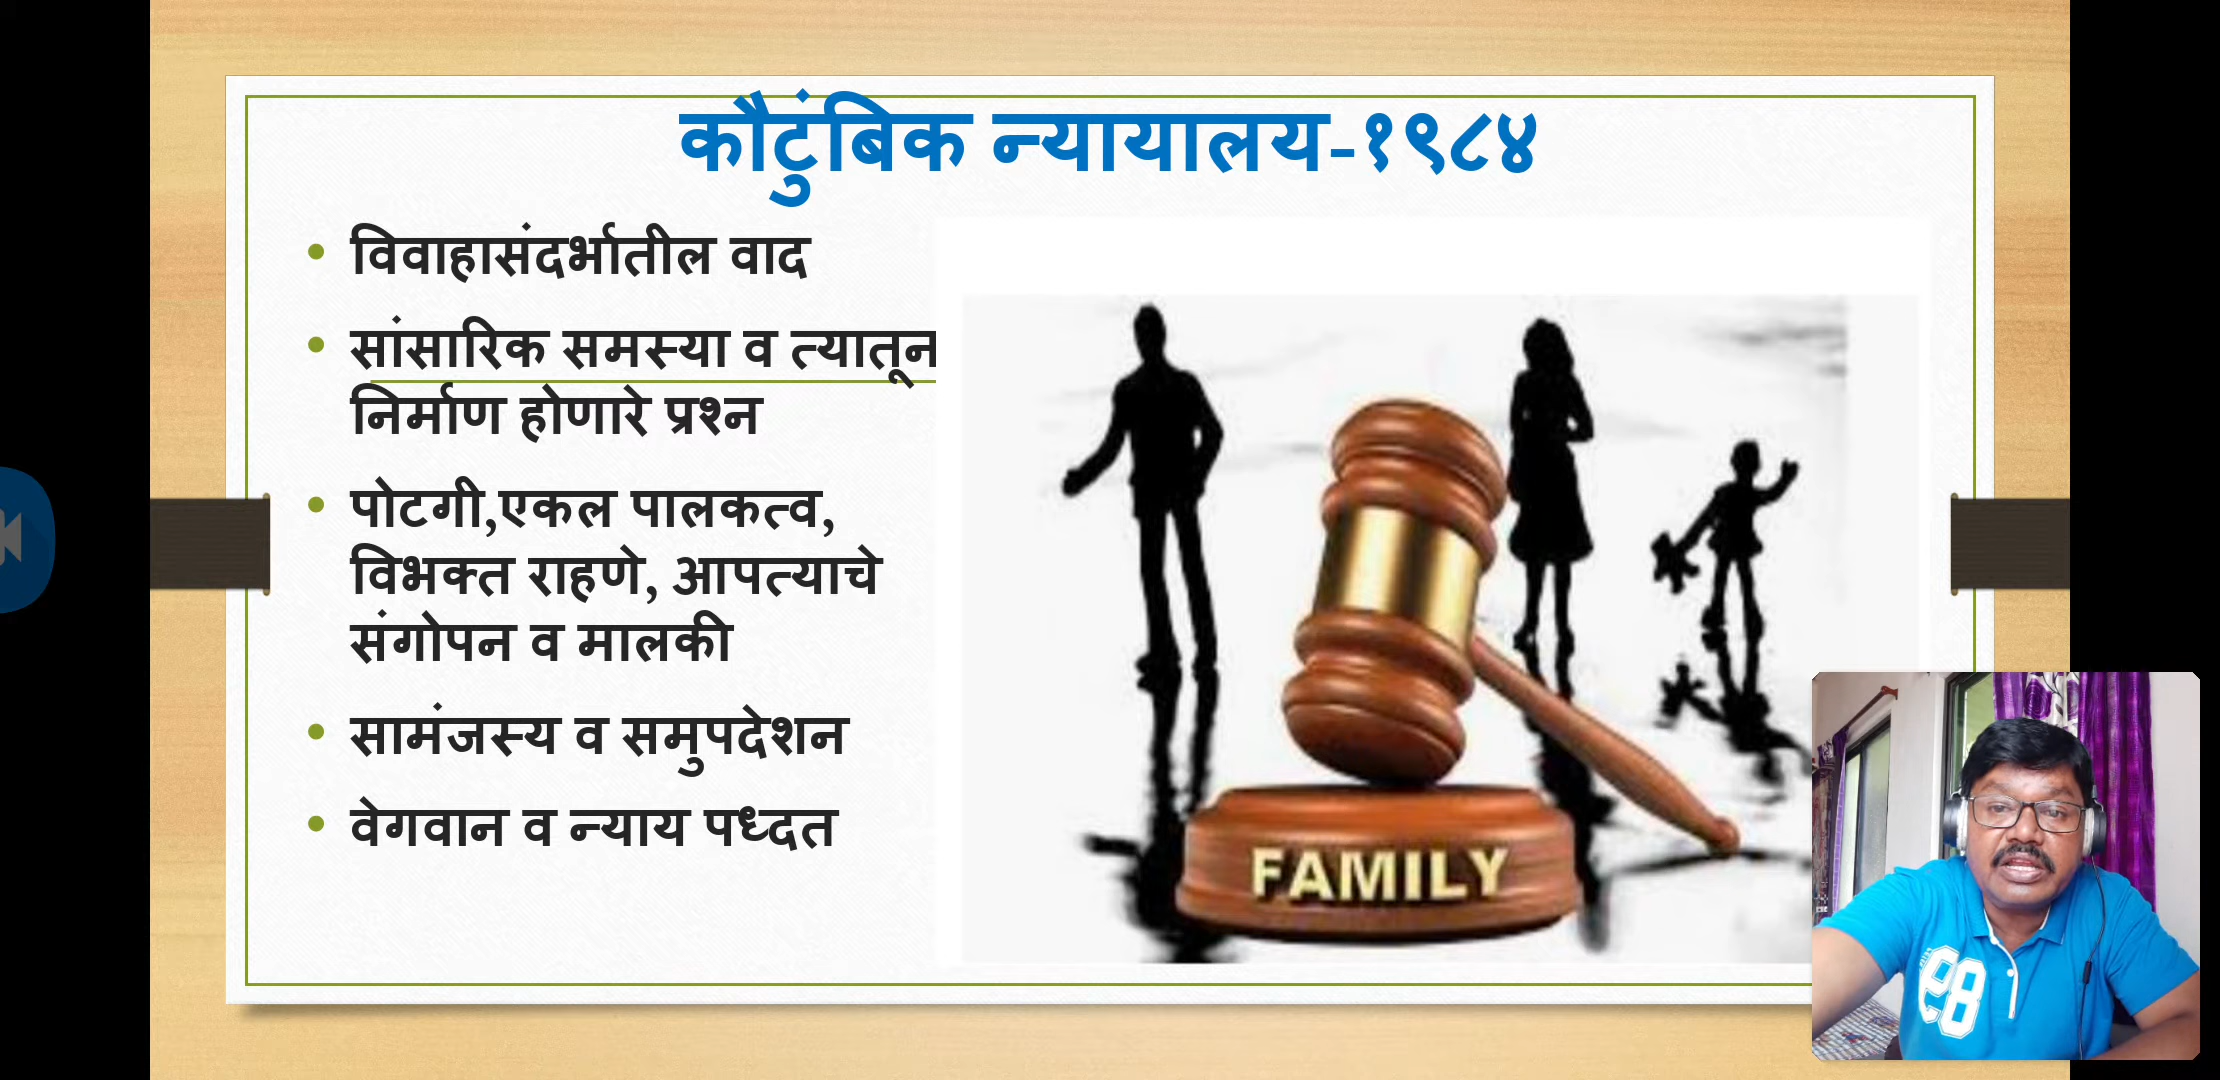 कौटुंबिक न्यायालय-१९८४
• विवाहासंदर्भातील वाद
• सांसारिक समस्या व त्यातून
निर्माण होणारे प्रश्न
• पोटगी,एकल पालकत्व,
विभक्त राहणे, आपत्याचे
संगोपन व मालकी
• सामंजस्य व समुपदेशन
• वेगवान व न्याय पध्दत
FAMILY
98